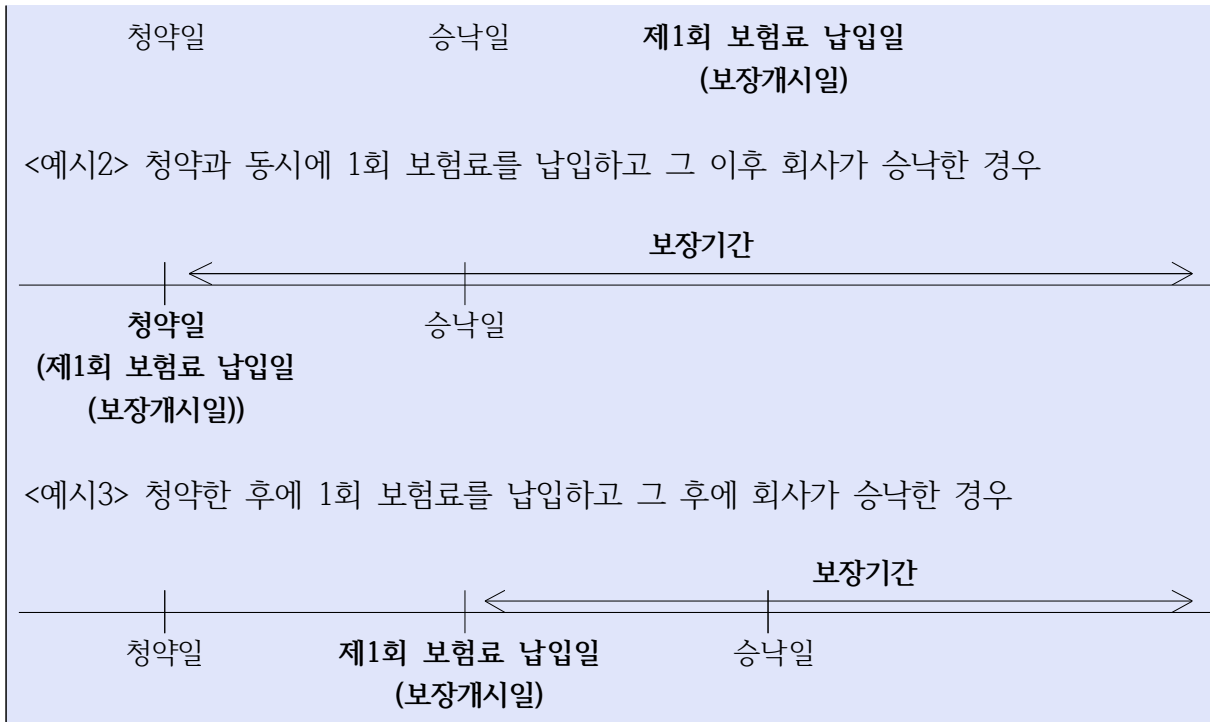 청약일 승낙일 제1회 보험료 납입일
(보장개시일)
<예시2> 청약과 동시에 1회 보험료를 납입하고 그 이후 회사가 승낙한 경우
보장기간
청약일 승낙일
(제1회 보험료 납입일
(보장개시일))
<예시3> 청약한 후에 1회 보험료를 납입하고 그 후에 회사가 승낙한 경우
보장기간
청약일 제1회 보험료 납입일 승낙일
(보장개시일)